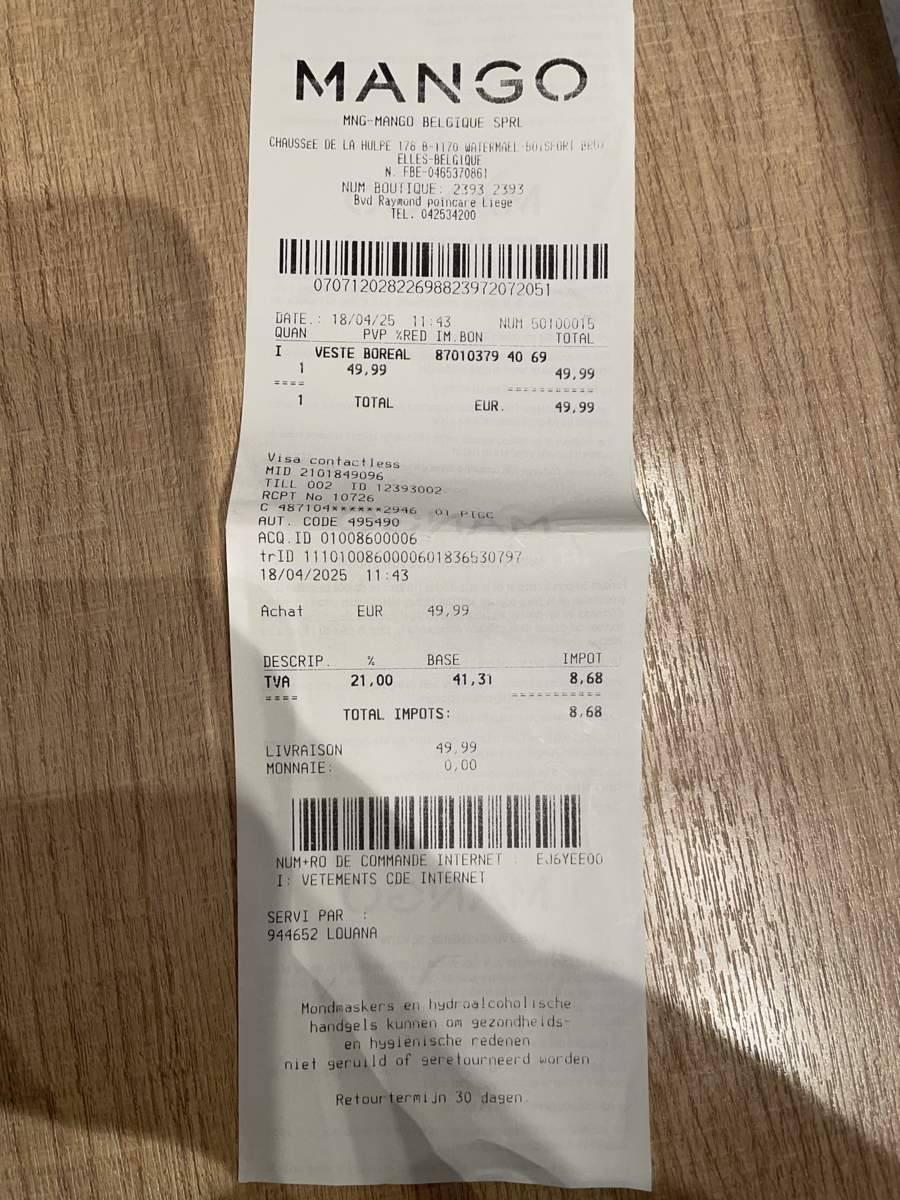 MANGO
MNG-MANGO BELGIQUE SPRL
CHAUSSÉE DE LA HULPE 176 B-1170 WATERMAEL-BOISFORT BRUX
ELLES-BELGIQUE
N. FBE-0465370861
NUM BOUTIQUE: 2393 2393
Bvd Raymond poincare Liege
TEL. 042534200
07071202822698823972072051
DATE.: 18/04/25 11:43 NUM 50100015
QUAN PVP %RED IM.BON TOTAL
I VESTE BOREAL 87010379 40 69
1 49,99 49,99
==== ===========
1 TOTAL EUR. 49,99
Visa contactless
MID 2101849096
TILL 002 ID 12393002
RCPT No 10726
C 487104******2946 01 PICC
AUT. CODE 495490
ACQ.ID 01008600006
trID 1110100860000601836530797
18/04/2025 11:43
Achat EUR 49,99
DESCRIP. % BASE IMPOT
TVA 21,00 41,31 8,68
==== ===========
TOTAL IMPOTS: 8,68
LIVRAISON 49,99
MONNAIE: 0,00
NUM+RO DE COMMANDE INTERNET : EJ6YEE00
I: VETEMENTS CDE INTERNET
SERVI PAR :
944652 LOUANA
Mondmaskers en hydroalcoholische
handgels kunnen om gezondheids-
en hygiënische redenen
niet geruild of geretourneerd worden
Retourtermijn 30 dagen.